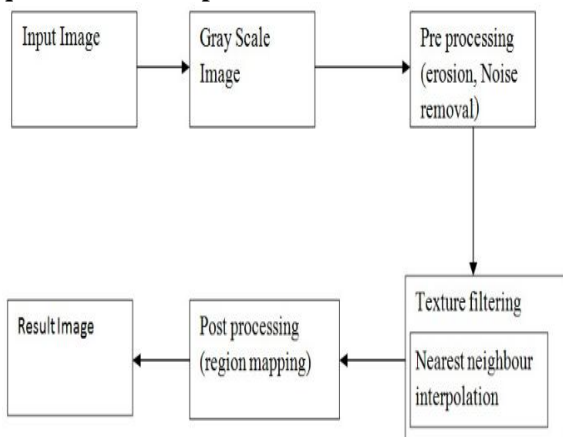 Input Image
Gray Scale
Image
Pre processing
(erosion, Noise
removal)
Texture filtering
Nearest neighbour
interpolation
Post processing
(region mapping)
Result Image